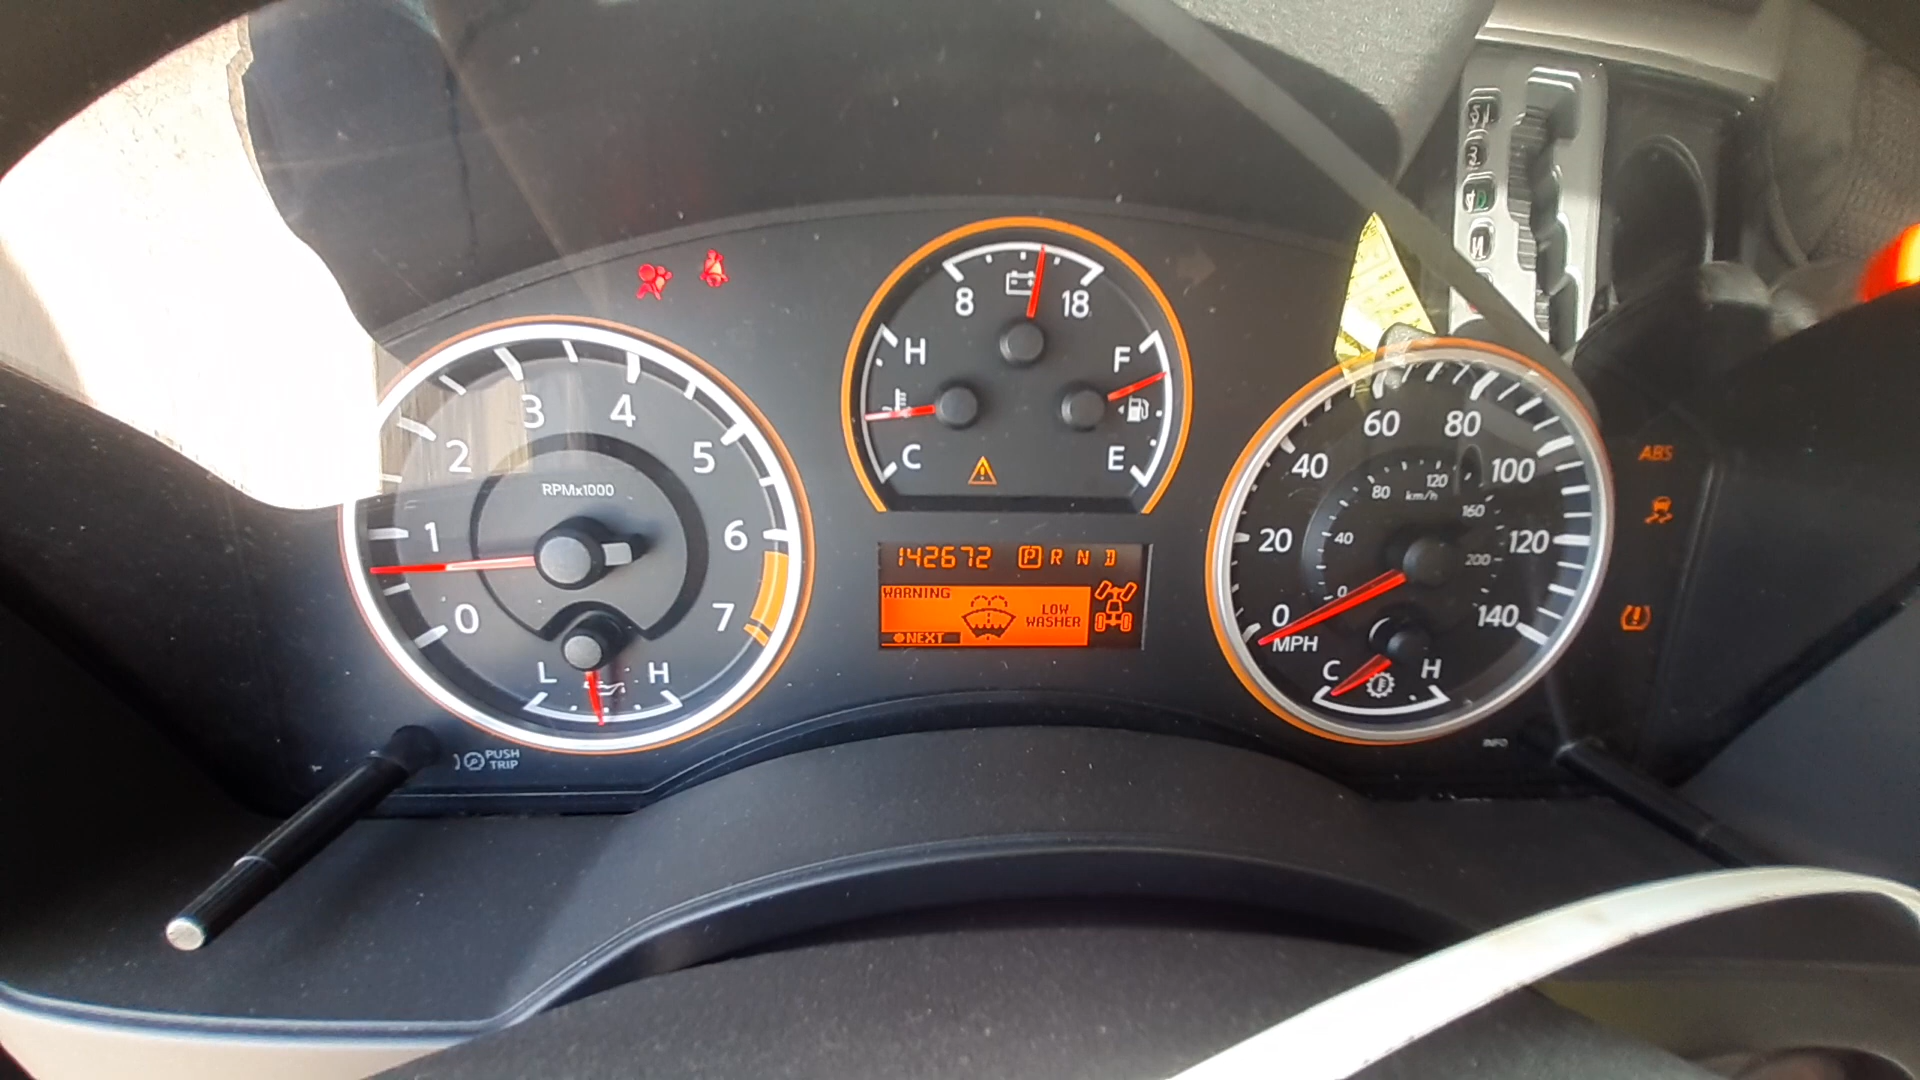 8 18
H
C
F
E
0 1 2 3 4 5 6 7
RPMx1000
L H
PUSH
TRIP
142672 P R N D
WARNING
LOW
WASHER
NEXT
0 20 40 60 80 100 120 140
MPH
0 40 80 120 160 200
km/h
C H
ABS
INFO